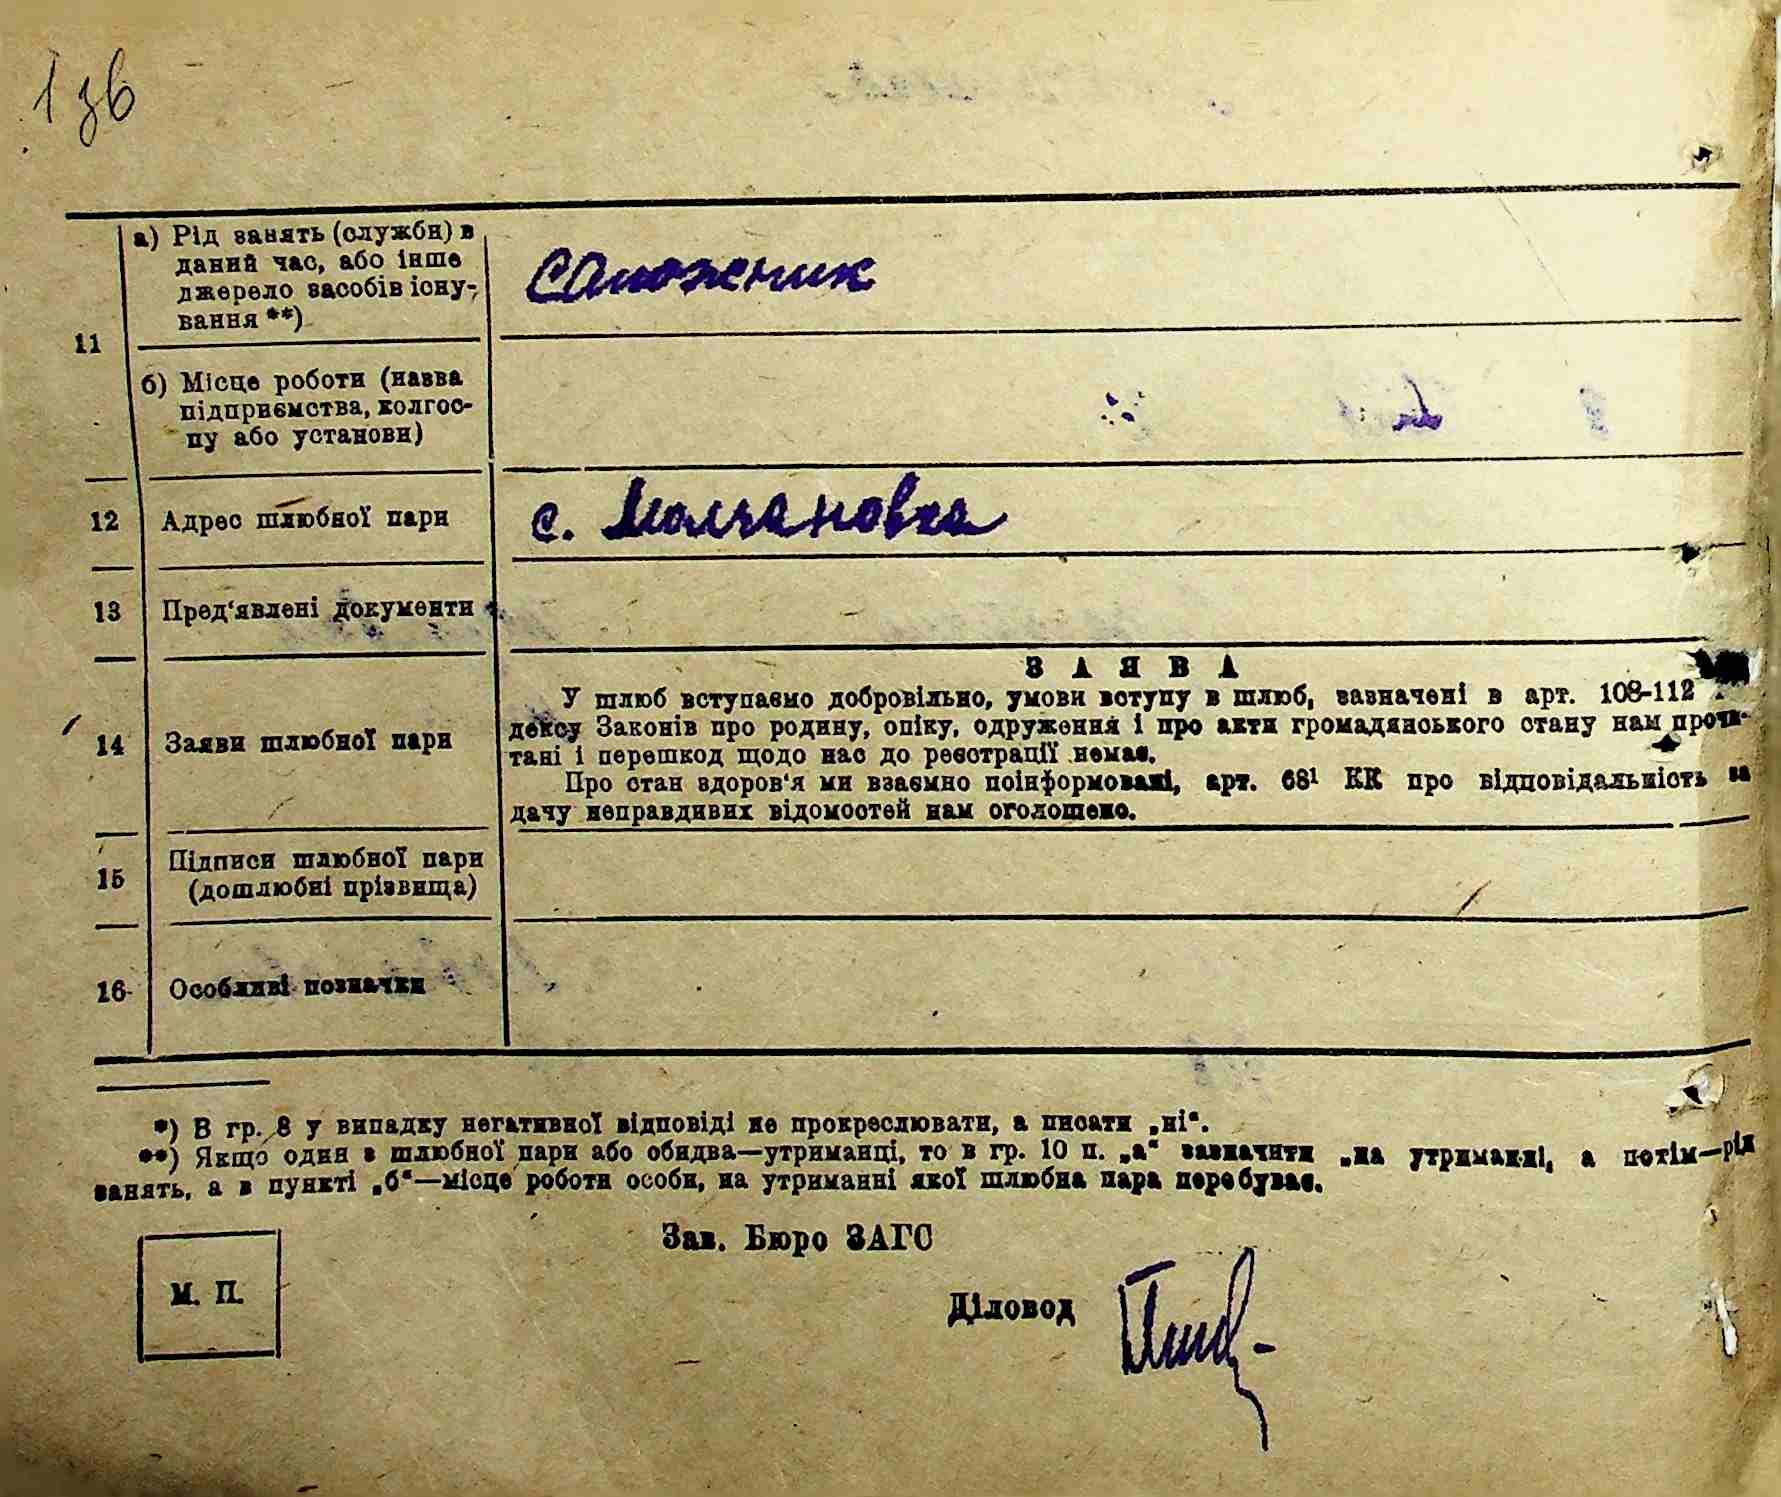 136
а) Рід занять (служби) в
даний час, або інше
джерело засобів існу-
вання **)
сапожник
11
б) Місце роботи (назва
підприємства, колгос-
пу або установи)
12 Адрес шлюбної пари с. Молчановка
13 Пред‘явлені документи
ЗАЯВА
У шлюб вступаємо добровільно, умови вступу в шлюб, зазначені в арт. 108-112
дексу Законів про родину, опіку, одруження і про акти громадянського стану нам прочи-
тані і перешкод щодо нас до реєстрації немає.
14 Заяви шлюбної пари
Про стан здоров‘я ми взаємно поінформовані, арт. 68¹ КК про відповідальність за
дачу неправдивих відомостей нам оголошено.
15 Підписи шлюбної пари
(дошлюбні прізвища)
16 Особливі позначки
*) В гр. 8 у випадку негативної відповіді не прокреслювати, а писати „ні“.
**) Якщо один з шлюбної пари або обидва—утриманці, то в гр. 10 п. „а“ зазначити „на утриманні, а потім—рід
занять, а в пункті „б“—місце роботи особи, на утриманні якої шлюбна пара перебуває.
Зав. Бюро ЗАГС
М. П.
Діловод